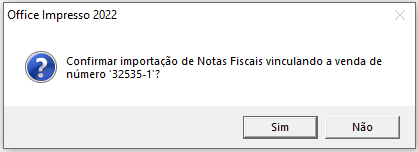 Office Impresso 2022
Confirmar importação de Notas Fiscais vinculando a venda de
número '32535-1'?
Sim
Não